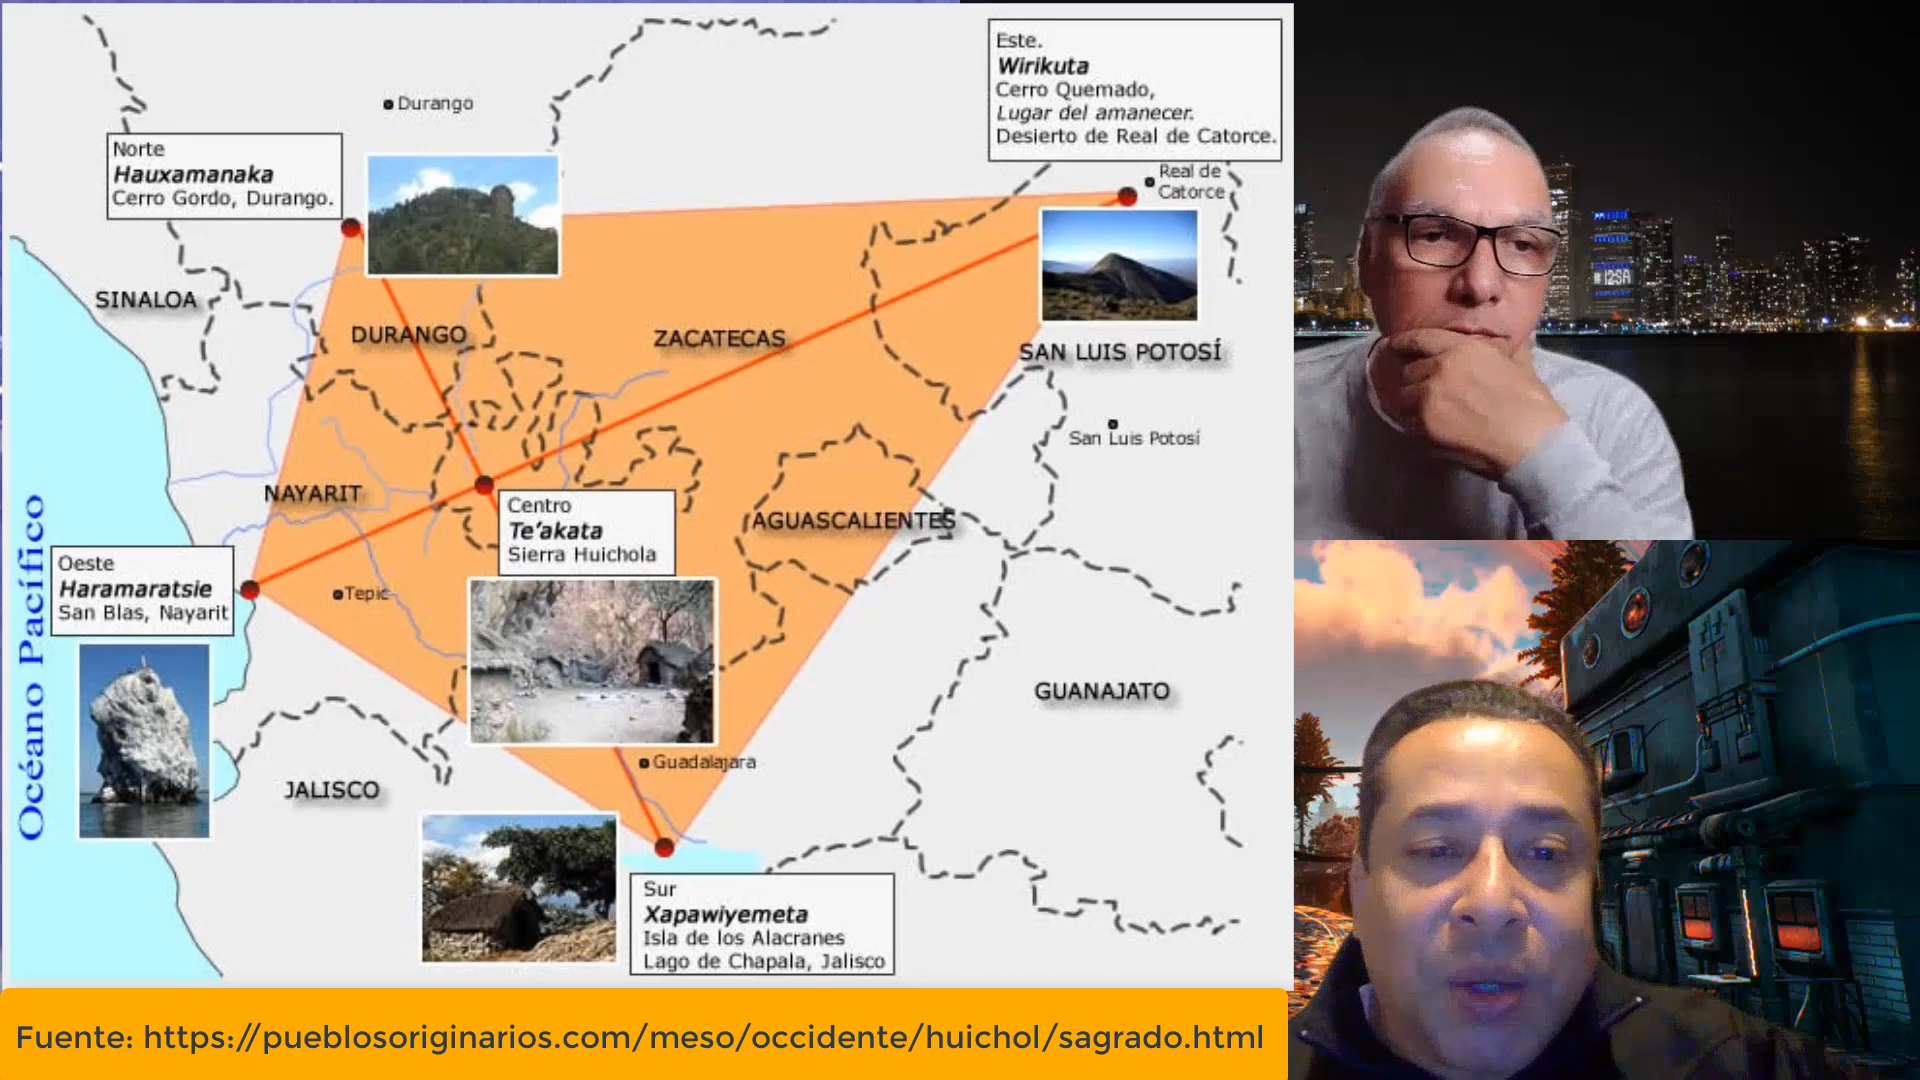 Este.
Wirikuta
Cerro Quemado,
Lugar del amanecer.
Desierto de Real de Catorce.
Durango
Norte
Hauxamanaka
Cerro Gordo, Durango.
Real de
Catorce
SINALOA
DURANGO
ZACATECAS
SAN LUIS POTOSÍ
San Luis Potosí
NAYARIT
Centro
Te’akata
Sierra Huichola
AGUASCALIENTES
Océano Pacífico
Oeste
Haramaratsie
San Blas, Nayarit
Tepic
GUANAJATO
Guadalajara
JALISCO
Sur
Xapawiyemeta
Isla de los Alacranes
Lago de Chapala, Jalisco
Fuente: https://pueblosoriginarios.com/meso/occidente/huichol/sagrado.html
#12SA